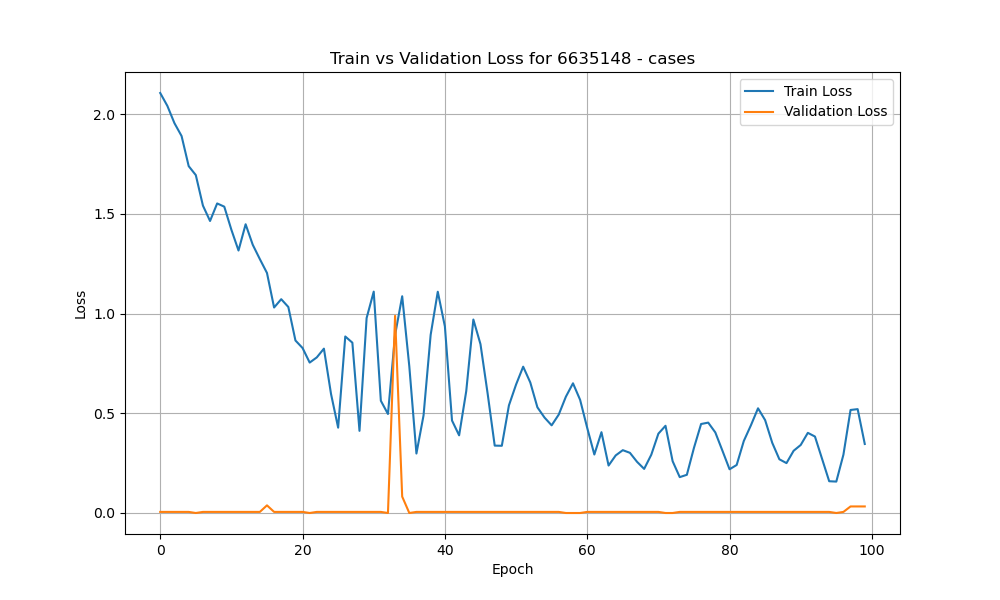 Train vs Validation Loss for 6635148 - cases
Train Loss
Validation Loss
2.0
1.5
1.0
0.5
0.0
Loss
0 20 40 60 80 100
Epoch